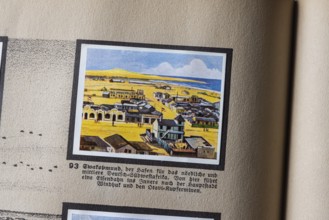 93 Swakopmund, der Hafen für das nördliche und
mittlere Deutsch-Südwestafrika. Von hier führt
eine Eisenbahn ins Innere nach der Hauptstadt
Windhuk und den Otavi-Kupferminen.